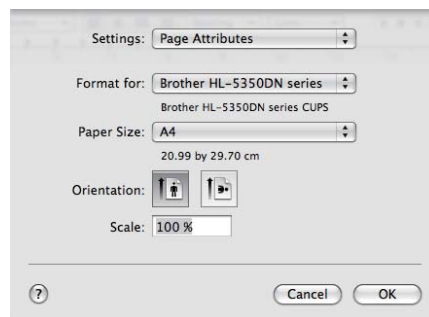 Settings: Page Attributes
Format for: Brother HL-5350DN series
Brother HL-5350DN series CUPS
Paper Size: A4
20.99 by 29.70 cm
Orientation:
Scale: 100 %
? Cancel OK